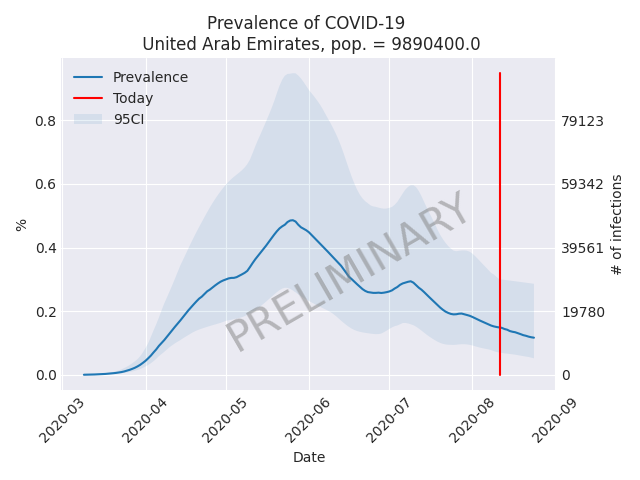 Prevalence of COVID-19
United Arab Emirates, pop. = 9890400.0
Prevalence
Today
95CI
PRELIMINARY
%
0.8
0.6
0.4
0.2
0.0
79123
59342
39561
19780
0
# of infections
2020-03
2020-04
2020-05
2020-06
2020-07
2020-08
2020-09
Date